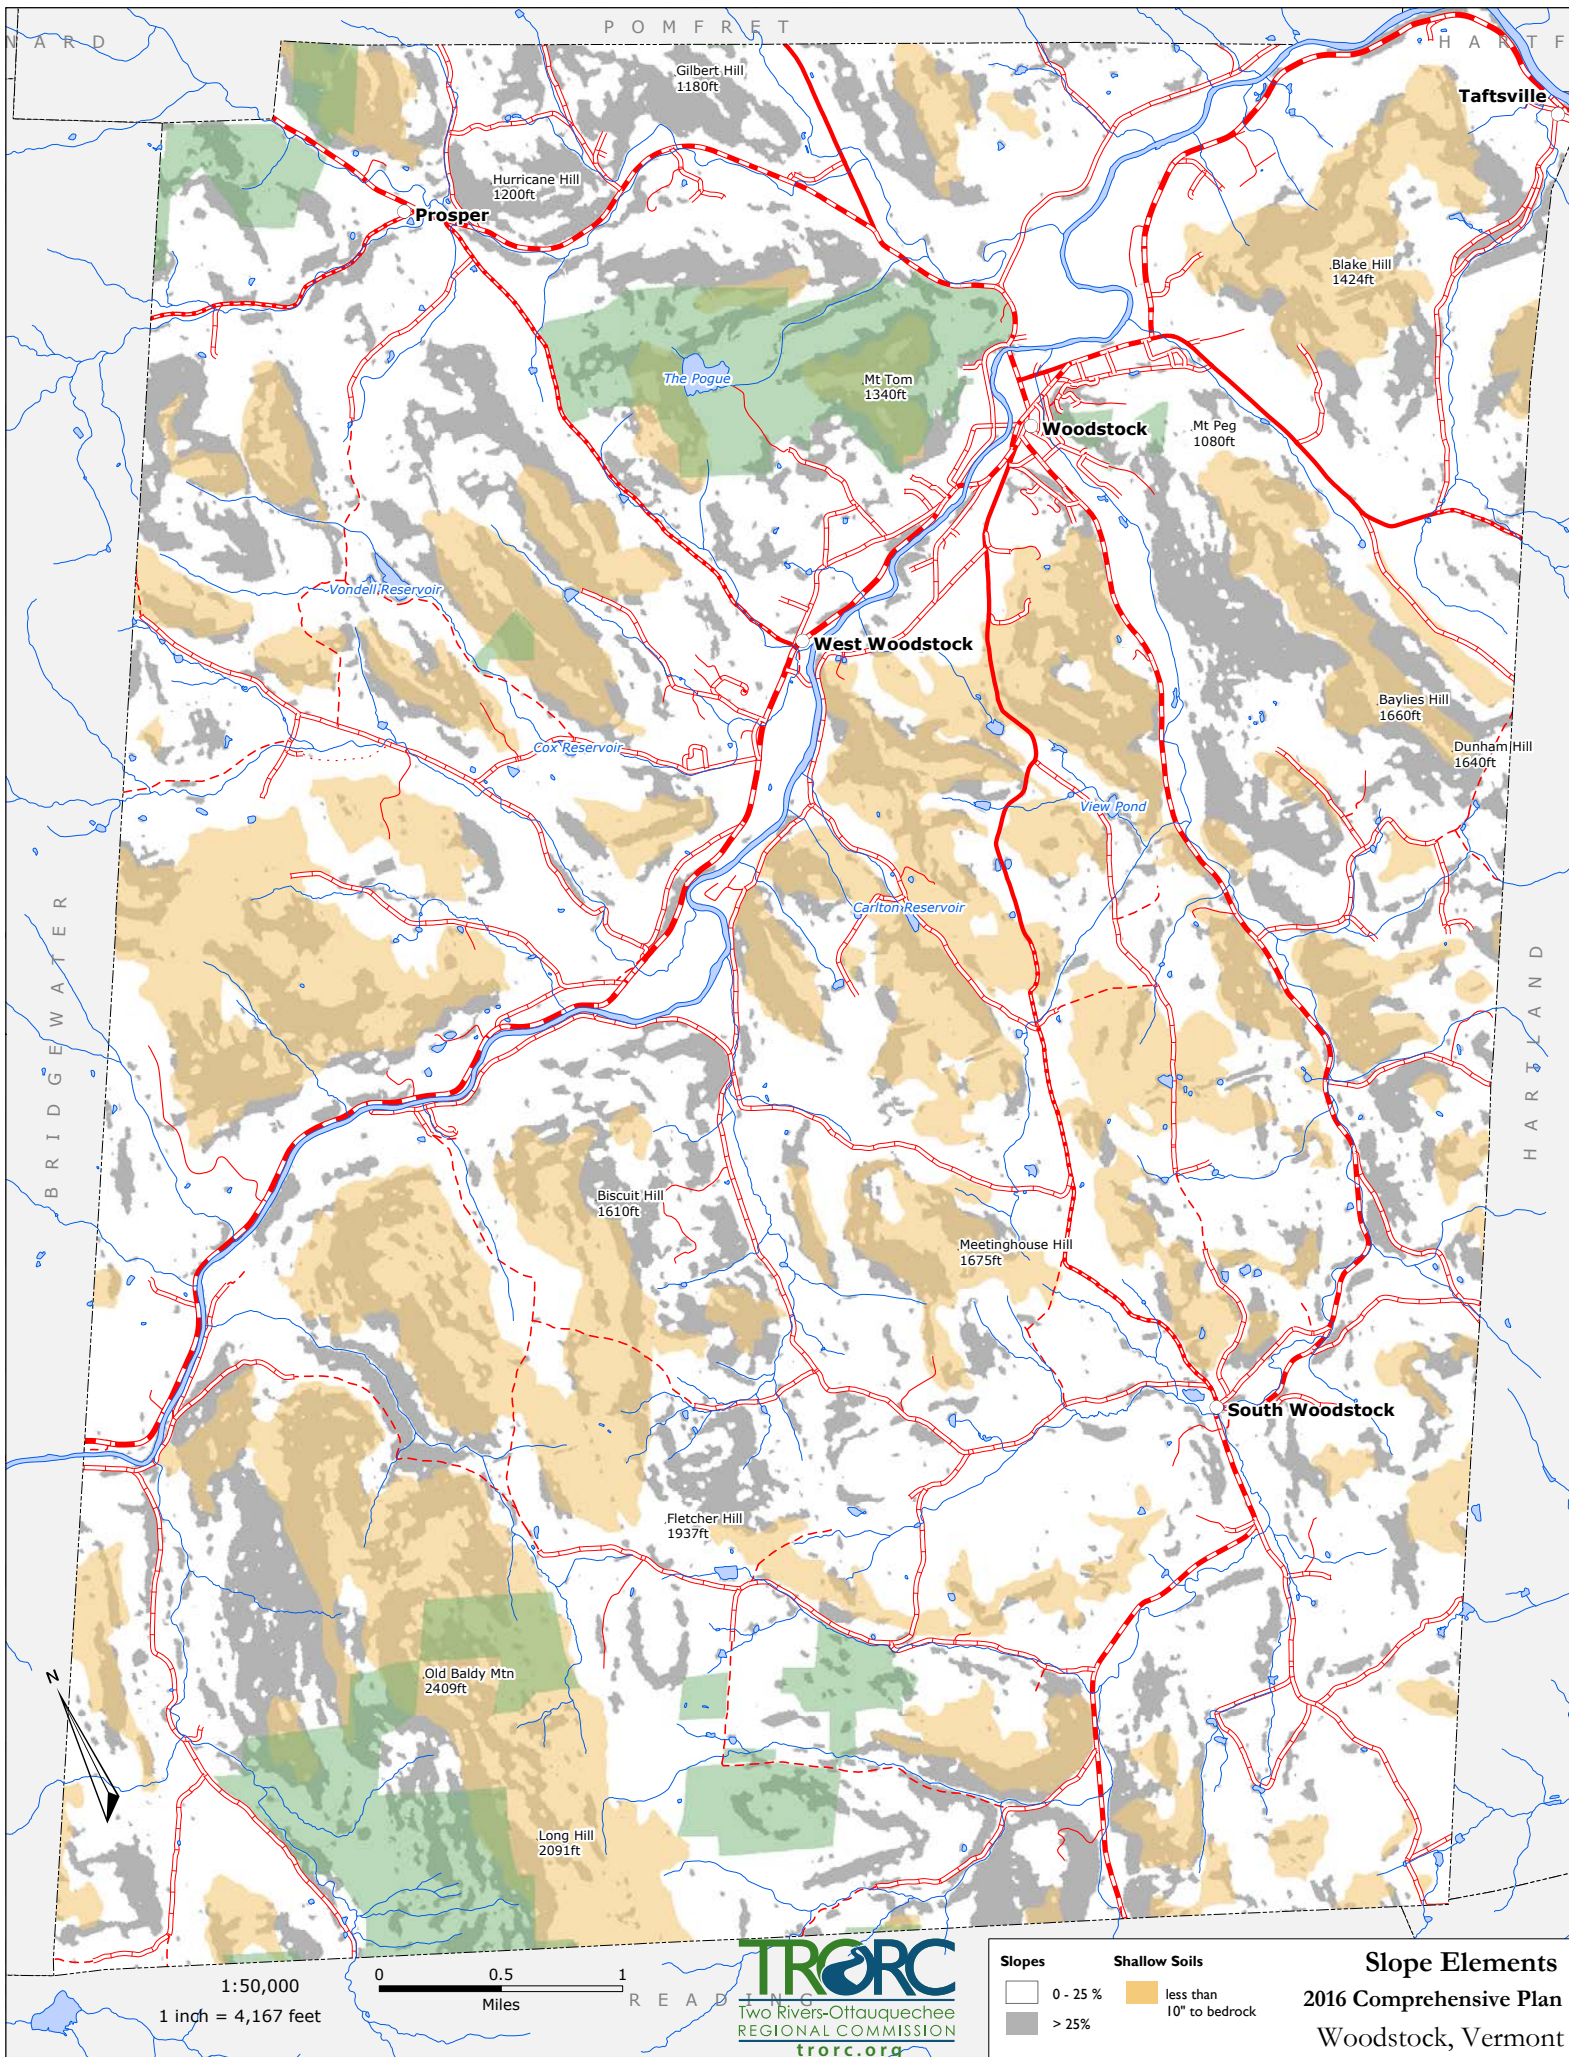 POMFRET
NARD
HARTF
Gilbert Hill
1180ft
Taftsville
Hurricane Hill
1200ft
Prosper
Blake Hill
1424ft
The Pogue
Mt Tom
1340ft
Woodstock
Mt Peg
1080ft
Vondell Reservoir
West Woodstock
Baylies Hill
1660ft
Dunham Hill
1640ft
Cox Reservoir
View Pond
Carlton Reservoir
BRIDGEWATER
HARTLAND
Biscuit Hill
1610ft
Meetinghouse Hill
1675ft
South Woodstock
Fletcher Hill
1937ft
Old Baldy Mtn
2409ft
N
Long Hill
2091ft
1:50,000
1 inch = 4,167 feet
0 0.5 1
Miles
READING
TRORC
Two Rivers-Ottauquechee
REGIONAL COMMISSION
trorc.org
Slopes
0 - 25 %
> 25%
Shallow Soils
less than
10" to bedrock
Slope Elements
2016 Comprehensive Plan
Woodstock, Vermont